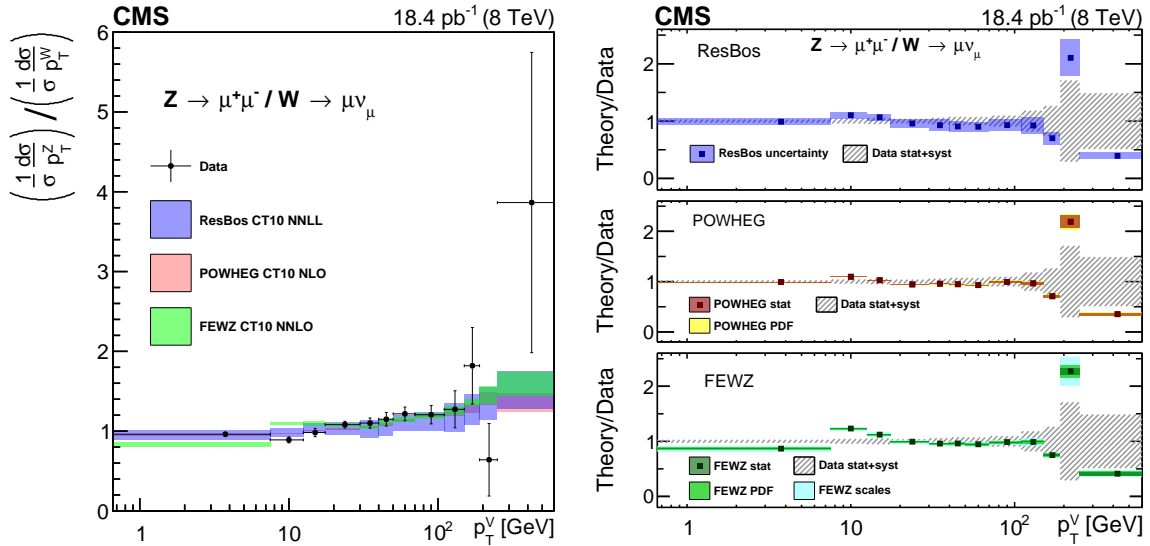 CMS
18.4 pb⁻¹ (8 TeV)
(1/σ dσ/p_T^Z) / (1/σ dσ/p_T^W)
6
5
4
3
2
1
0
Z → μ⁺μ⁻ / W → μν_μ
Data
ResBos CT10 NNLL
POWHEG CT10 NLO
FEWZ CT10 NNLO
1
10
10²
p_T^V [GeV]
CMS
18.4 pb⁻¹ (8 TeV)
Theory/Data
2
1
0
ResBos
Z → μ⁺μ⁻ / W → μν_μ
ResBos uncertainty
Data stat+syst
Theory/Data
2
1
0
POWHEG
POWHEG stat
Data stat+syst
POWHEG PDF
Theory/Data
2
1
0
FEWZ
FEWZ stat
Data stat+syst
FEWZ PDF
FEWZ scales
1
10
10²
p_T^V [GeV]